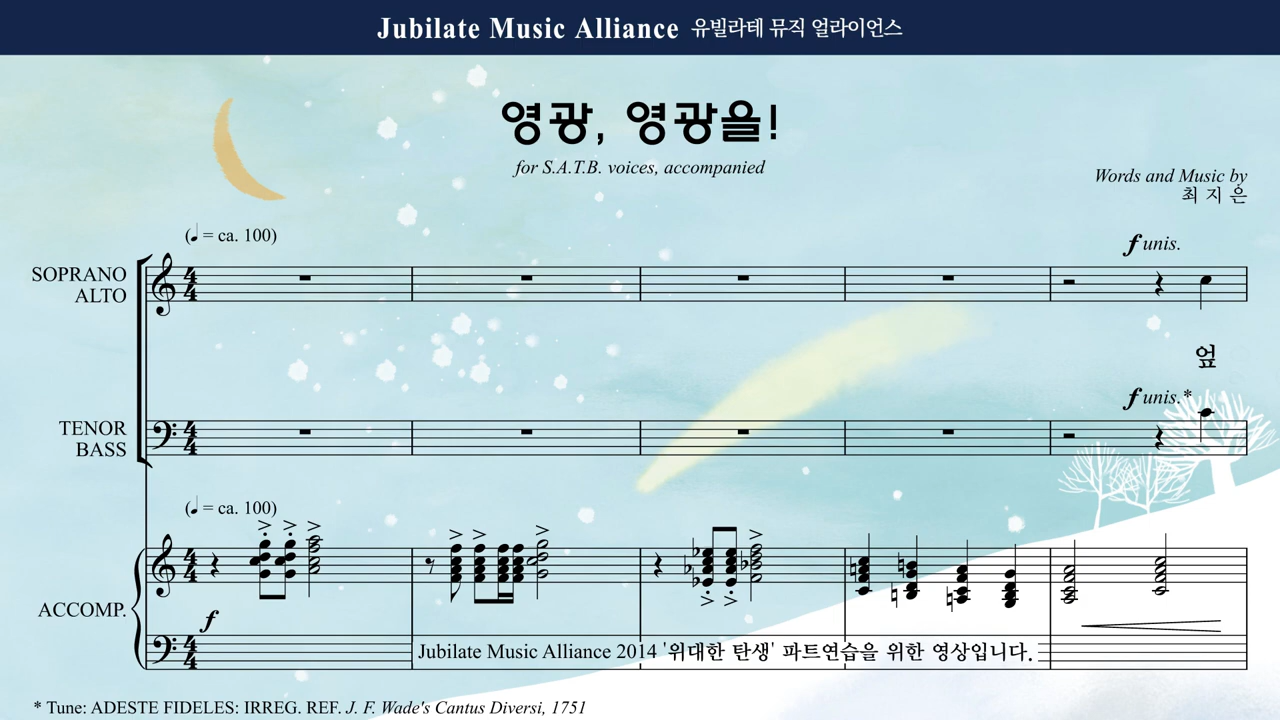 Jubilate Music Alliance 유빌라테 뮤직 얼라이언스
영광, 영광을!
for S.A.T.B. voices, accompanied
Words and Music by
최 지 은
(♩ = ca. 100)
f unis.
SOPRANO
ALTO
엎
f unis.*
TENOR
BASS
(♩ = ca. 100)
ACCOMP.
f
Jubilate Music Alliance 2014 '위대한 탄생' 파트연습을 위한 영상입니다.
* Tune: ADESTE FIDELES: IRREG. REF. J. F. Wade's Cantus Diversi, 1751